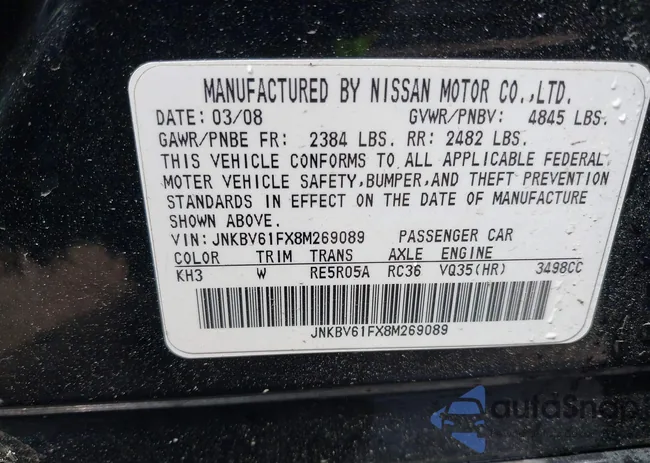 MANUFACTURED BY NISSAN MOTOR CO.,LTD.
DATE: 03/08 GVWR/PNBV: 4845 LBS.
GAWR/PNBE FR: 2384 LBS. RR: 2482 LBS.
THIS VEHICLE CONFORMS TO ALL APPLICABLE FEDERAL
MOTER VEHICLE SAFETY,BUMPER,AND THEFT PREVENTION
STANDARDS IN EFFECT ON THE DATE OF MANUFACTURE
SHOWN ABOVE.
VIN: JNKBV61FX8M269089 PASSENGER CAR
COLOR TRIM TRANS AXLE ENGINE
KH3 W RE5R05A RC36 VQ35(HR) 3498CC
JNKBV61FX8M269089
autoSnap